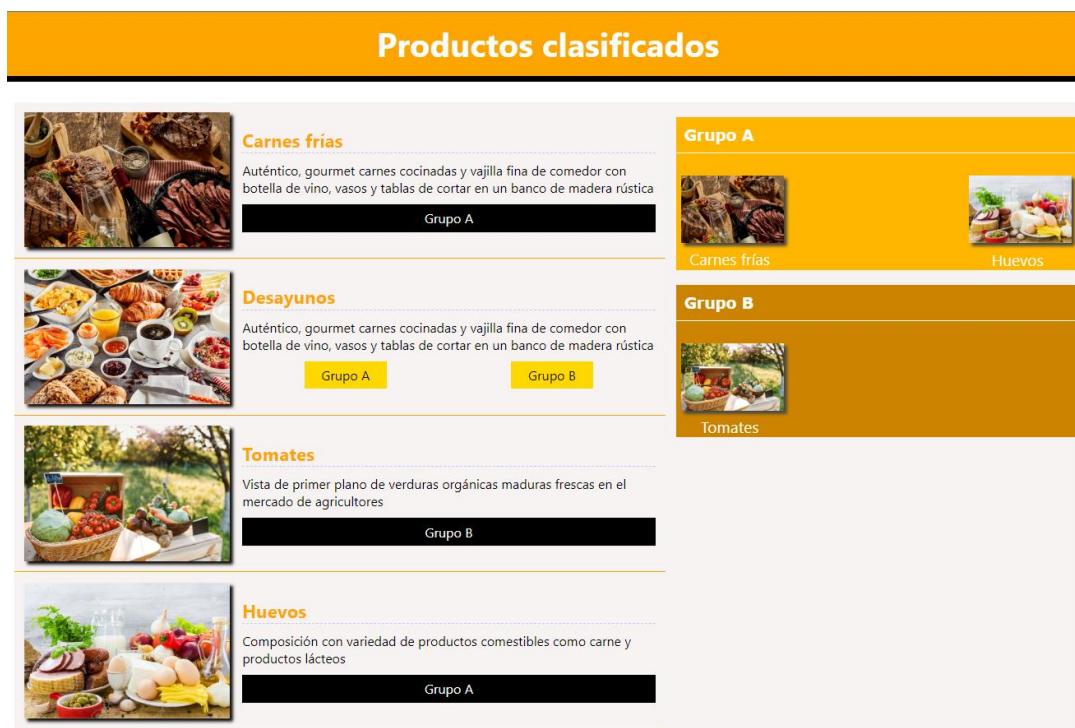 Productos clasificados
Carnes frías
Auténtico, gourmet carnes cocinadas y vajilla fina de comedor con
botella de vino, vasos y tablas de cortar en un banco de madera rústica
Grupo A
Desayunos
Auténtico, gourmet carnes cocinadas y vajilla fina de comedor con
botella de vino, vasos y tablas de cortar en un banco de madera rústica
Grupo A
Grupo B
Tomates
Vista de primer plano de verduras orgánicas maduras frescas en el
mercado de agricultores
Grupo B
Huevos
Composición con variedad de productos comestibles como carne y
productos lácteos
Grupo A
Grupo A
Carnes frías
Huevos
Grupo B
Tomates